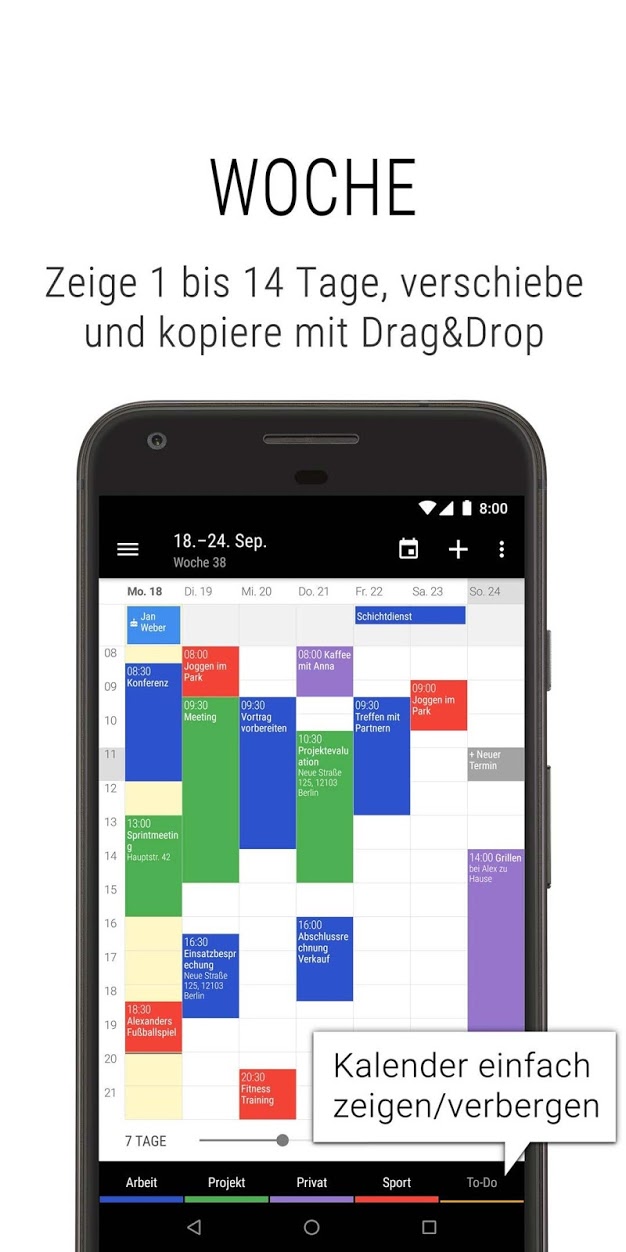 WOCHE
Zeige 1 bis 14 Tage, verschiebe
und kopiere mit Drag&Drop
8:00
18.–24. Sep.
Woche 38
Mo. 18 Di. 19 Mi. 20 Do. 21 Fr. 22 Sa. 23 So. 24
Jan
Weber
Schichtdienst
08
09
10
11
12
13
14
15
16
17
18
19
20
21
08:30
Konferenz
13:00
Sprintmeetin
g
Hauptstr. 42
18:30
Alexanders
Fußballspiel
08:00
Joggen im
Park
09:30
Meeting
16:30
Einsatzbespr
echung
Neue Straße
125, 12103
Berlin
09:30
Vortrag
vorbereiten
20:30
Fitness
Training
08:00 Kaffee
mit Anna
10:30
Projektevalu
ation
Neue Straße
125, 12103
Berlin
16:00
Abschlussre
chnung
Verkauf
09:30
Treffen mit
Partnern
09:00
Joggen im
Park
+ Neuer
Termin
14:00 Grillen
bei Alex zu
Hause
Kalender einfach
zeigen/verbergen
7 TAGE
Arbeit Projekt Privat Sport To-Do